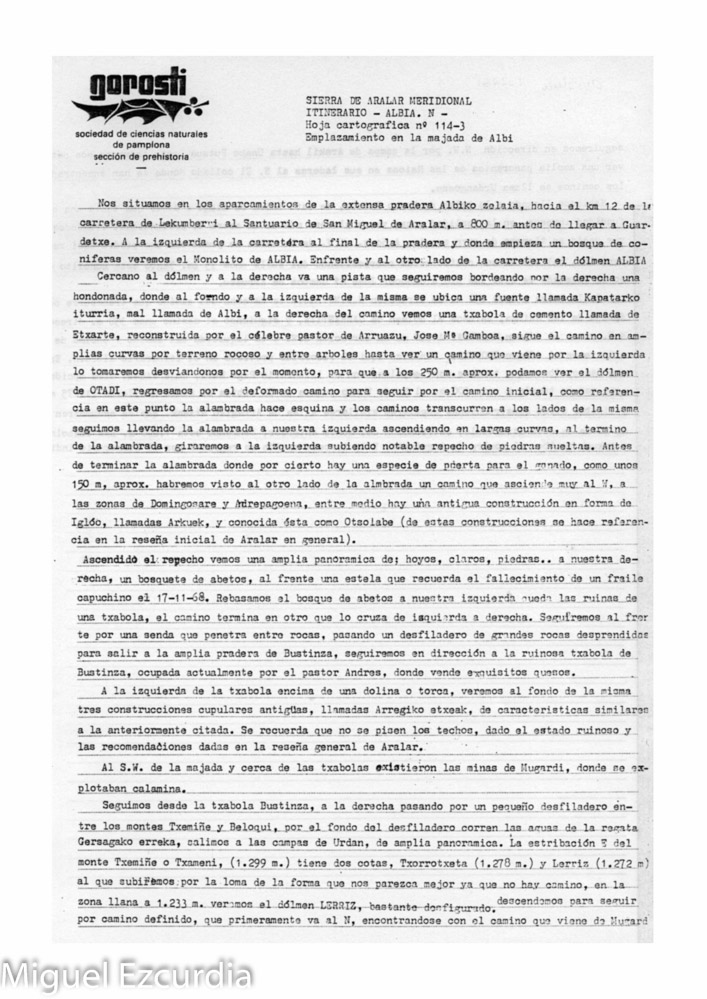 gorosti
sociedad de ciencias naturales
de pamplona
sección de prehistoria
SIERRA DE ARALAR MERIDIONAL
ITINERARIO - ALBIA. N -
Hoja cartografica nº 114-3
Emplazamiento en la majada de Albi
Nos situamos en los aparcamientos de la extensa pradera Albiko zelaia, hacia el km 12 de la
carretera de Lekumberri al Santuario de San Miguel de Aralar, a 800 m. antes de llegar a Guar-
detxe. A la izquierda de la carretera al final de la pradera y donde empieza un bosque de co-
niferas veremos el Monolito de ALBIA. Enfrente y al otro lado de la carretera el dólmen ALBIA
Cercano al dólmen y a la derecha va una pista que seguiremos bordeando por la derecha una
hondonada, donde al forndo y a la izquierda de la misma se ubica una fuente llamada Kapatarko
iturria, mal llamada de Albi, a la derecha del camino vemos una txabola de cemento llamada de
Etxarte, reconstruida por el célebre pastor de Arruazu, Jose Mª Gamboa, sigue el camino en am-
plias curvas por terreno rocoso y entre arboles hasta ver un camino que viene por la izquierda
lo tomaremos desviandonos por el momento, para que a los 250 m. aprox. podamos ver el dólmen
de OTADI, regresamos por el deformado camino para seguir por el camino inicial, como referen-
cia en este punto la alambrada hace esquina y los caminos transcurren a los lados de la misma
seguimos llevando la alambrada a nuestra izquierda ascendiendo en largas curvas, al termino
de la alambrada, giraremos a la izquierda subiendo notable repecho de piedras sueltas. Antes
de terminar la alambrada donde por cierto hay una especie de puerta para el ganado, como unos
150 m, aprox. habremos visto al otro lado de la almbrada un camino que asciende muy al W, a
las zonas de Domingomare y Andrepagoena, entre medio hay una antigua construcción en forma de
Iglóo, llamadas Arkuek, y conocida ésta como Otsolabe (de estas construcciones se hace referen-
cia en la reseña inicial de Aralar en general).
Ascendido el repecho vemos una amplia panoramica de; hoyos, claros, piedras.. a nuestra de-
recha, un bosquete de abetos, al frente una estela que recuerda el fallecimiento de un fraile
capuchino el 17-11-68. Rebasamos el bosque de abetos a nuestra izquierda queda las ruinas de
una txabola, el camino termina en otro que lo cruza de izquierda a derecha. Seguiremos al fren
te por una senda que penetra entre rocas, pasando un desfiladero de grandes rocas desprendidas
para salir a la amplia pradera de Bustinza, seguiremos en dirección a la ruinosa txabola de
Bustinza, ocupada actualmente por el pastor Andres, donde vende exquisitos quesos.
A la izquierda de la txabola encima de una dolina o torca, veremos al fondo de la misma
tres construcciones cupulares antigüas, llamadas Arregiko etxeak, de caracteristicas similares
a la anteriormente citada. Se recuerda que no se pisen los techos, dado el estado ruinoso y
las recomendaciones dadas en la reseña general de Aralar.
Al S.W. de la majada y cerca de las txabolas existieron las minas de Mugardi, donde se ex-
plotaban calamina.
Seguimos desde la txabola Bustinza, a la derecha pasando por un pequeño desfiladero en-
tre los montes Txemiñe y Beloqui, por el fondo del desfiladero corren las aguas de la regata
Gersagako erreka, calimos a las campas de Urdan, de amplia panoramica. La estribación E del
monte Txemiñe o Txameni, (1.299 m.) tiene dos cotas, Txorrotxeta (1.278 m.) y Lerriz (1.272 m)
al que subiremos por la loma de la forma que nos parezca mejor ya que no hay camino, en la
zona llana a 1.233 m. veremos el dólmen LERRIZ, bastante desfigurado. descendemos para seguir
por camino definido, que primeramente va al N, encontrandose con el camino que viene de Mugard
Miguel Ezcurdia